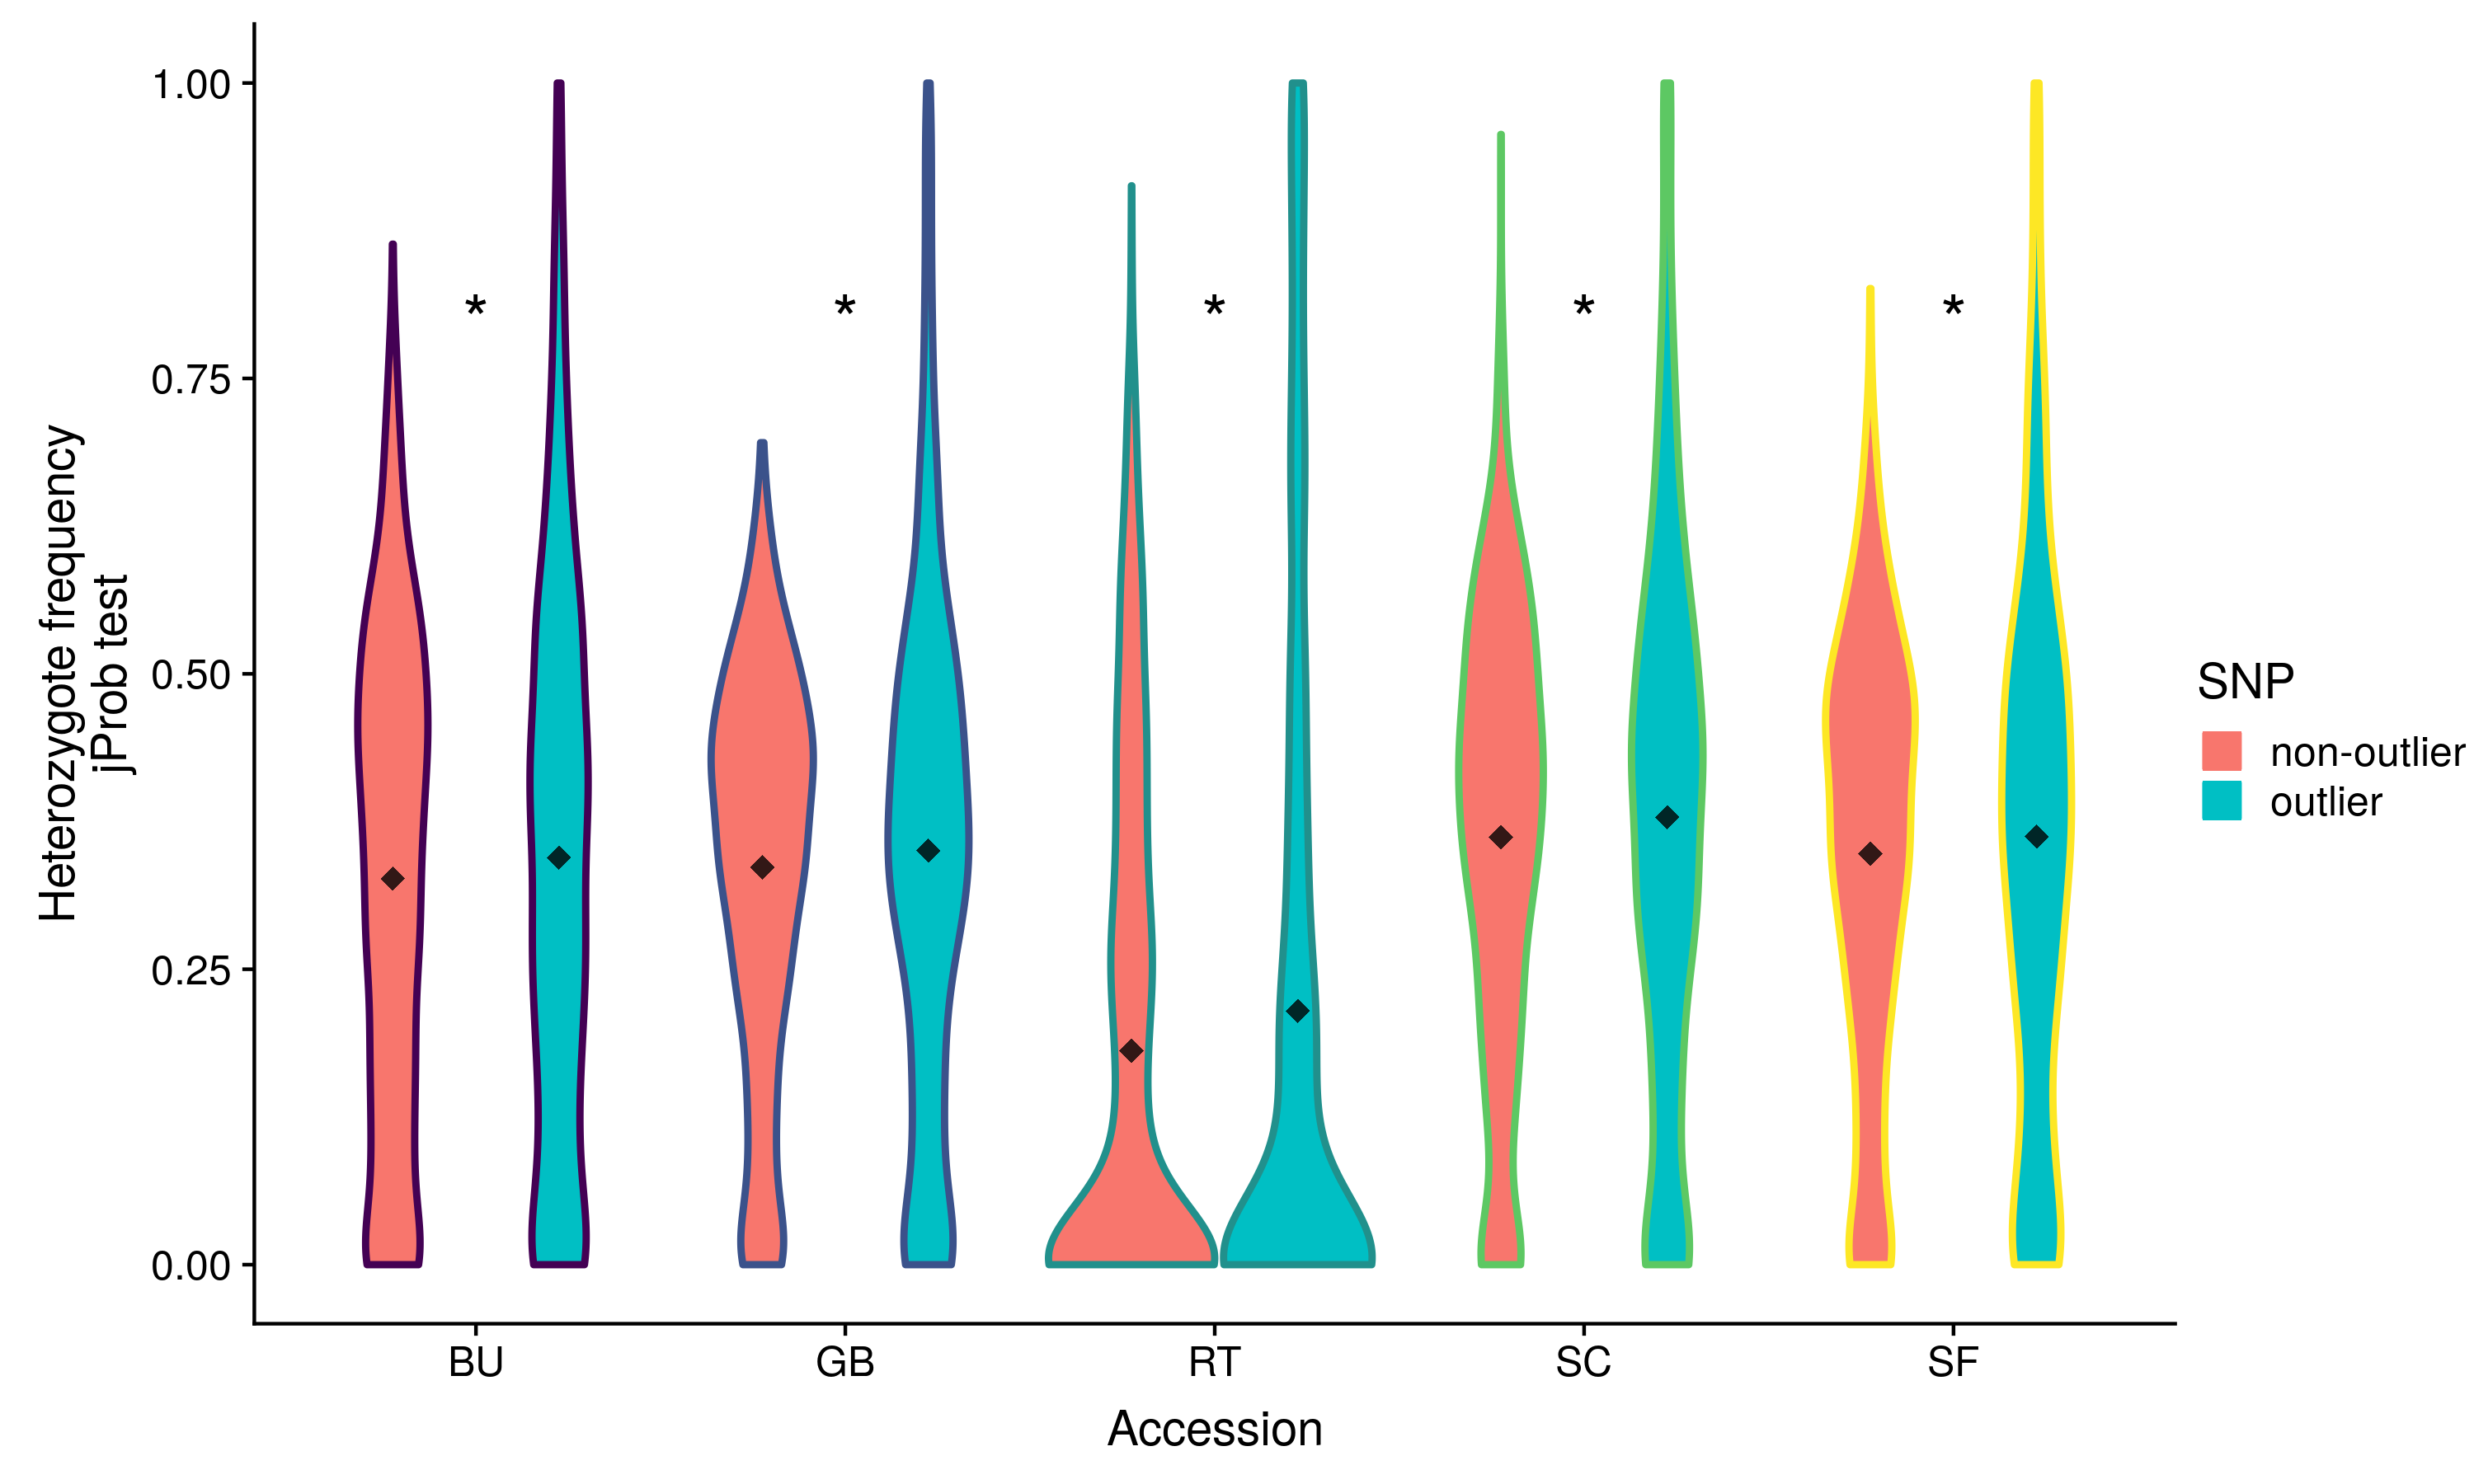 Heterozygote frequency
jProb test
1.00
0.75
0.50
0.25
0.00
*
*
*
*
*
BU
GB
RT
SC
SF
Accession
SNP
non-outlier
outlier